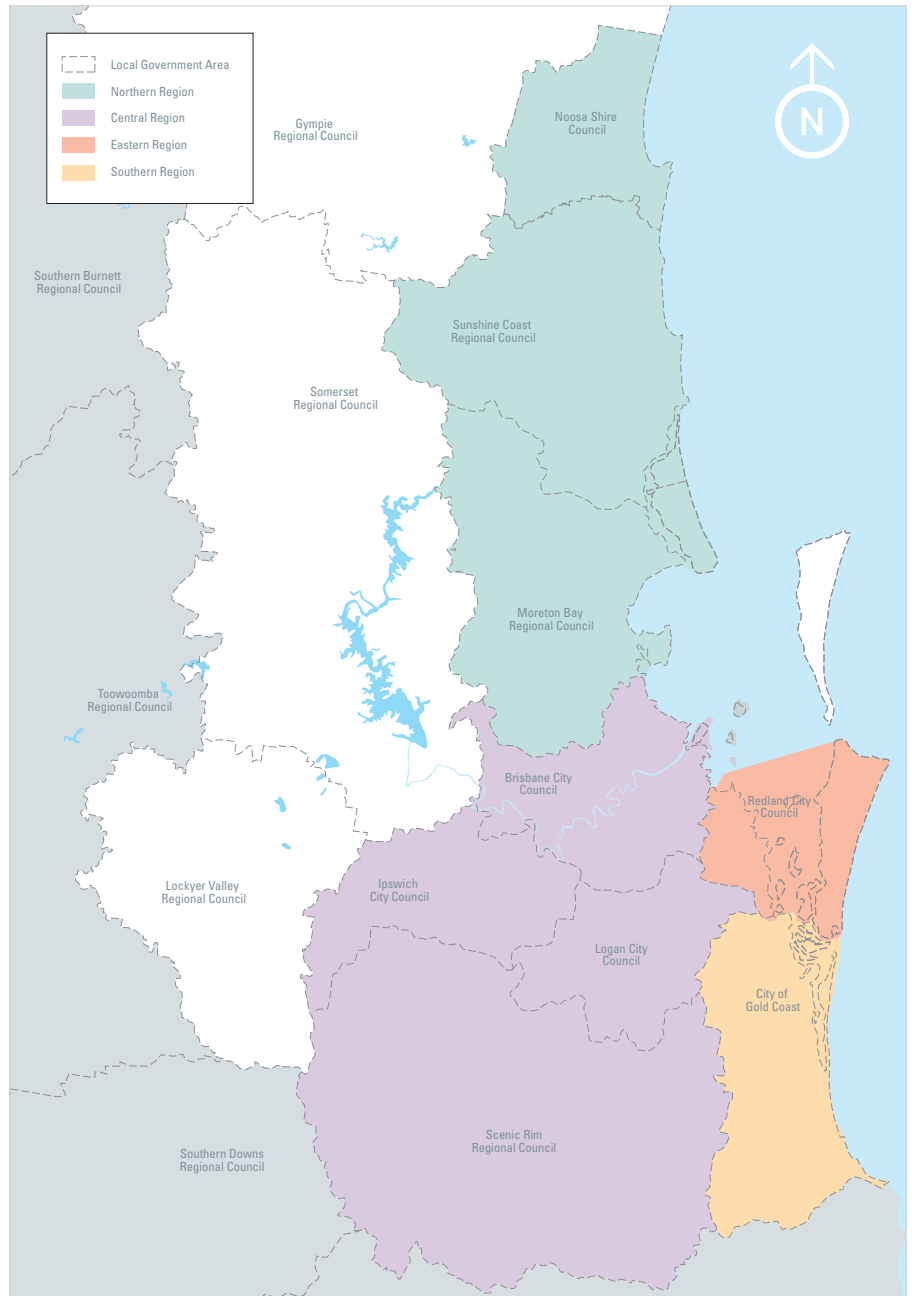 Local Government Area
Northern Region
Central Region
Eastern Region
Southern Region
N
Noosa Shire
Council
Gympie
Regional Council
Southern Burnett
Regional Council
Sunshine Coast
Regional Council
Somerset
Regional Council
Moreton Bay
Regional Council
Toowoomba
Regional Council
Brisbane City
Council
Redland City
Council
Ipswich
City Council
Lockyer Valley
Regional Council
Logan City
Council
City of
Gold Coast
Scenic Rim
Regional Council
Southern Downs
Regional Council